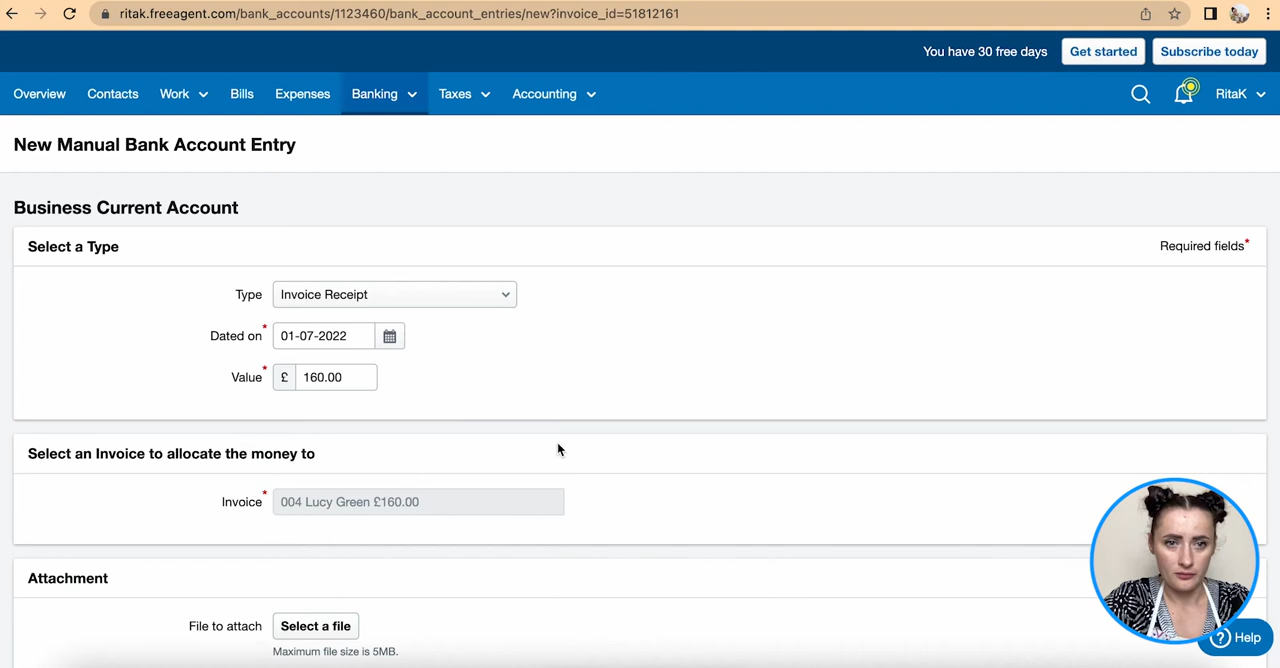 ritak.freeagent.com/bank_accounts/1123460/bank_account_entries/new?invoice_id=51812161
You have 30 free days Get started Subscribe today
Overview Contacts Work Bills Expenses Banking Taxes Accounting RitaK
New Manual Bank Account Entry
Business Current Account
Select a Type Required fields*
Type Invoice Receipt
Dated on* 01-07-2022
Value* £ 160.00
Select an Invoice to allocate the money to
Invoice* 004 Lucy Green £160.00
Attachment
File to attach Select a file
Maximum file size is 5MB.
? Help